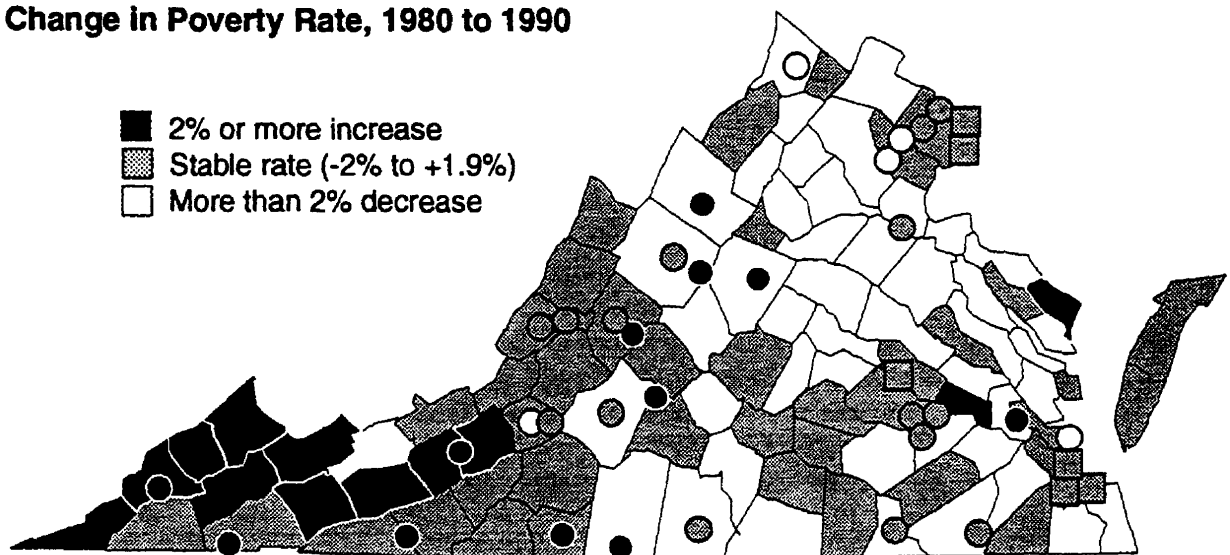 Change in Poverty Rate, 1980 to 1990
2% or more increase
Stable rate (-2% to +1.9%)
More than 2% decrease